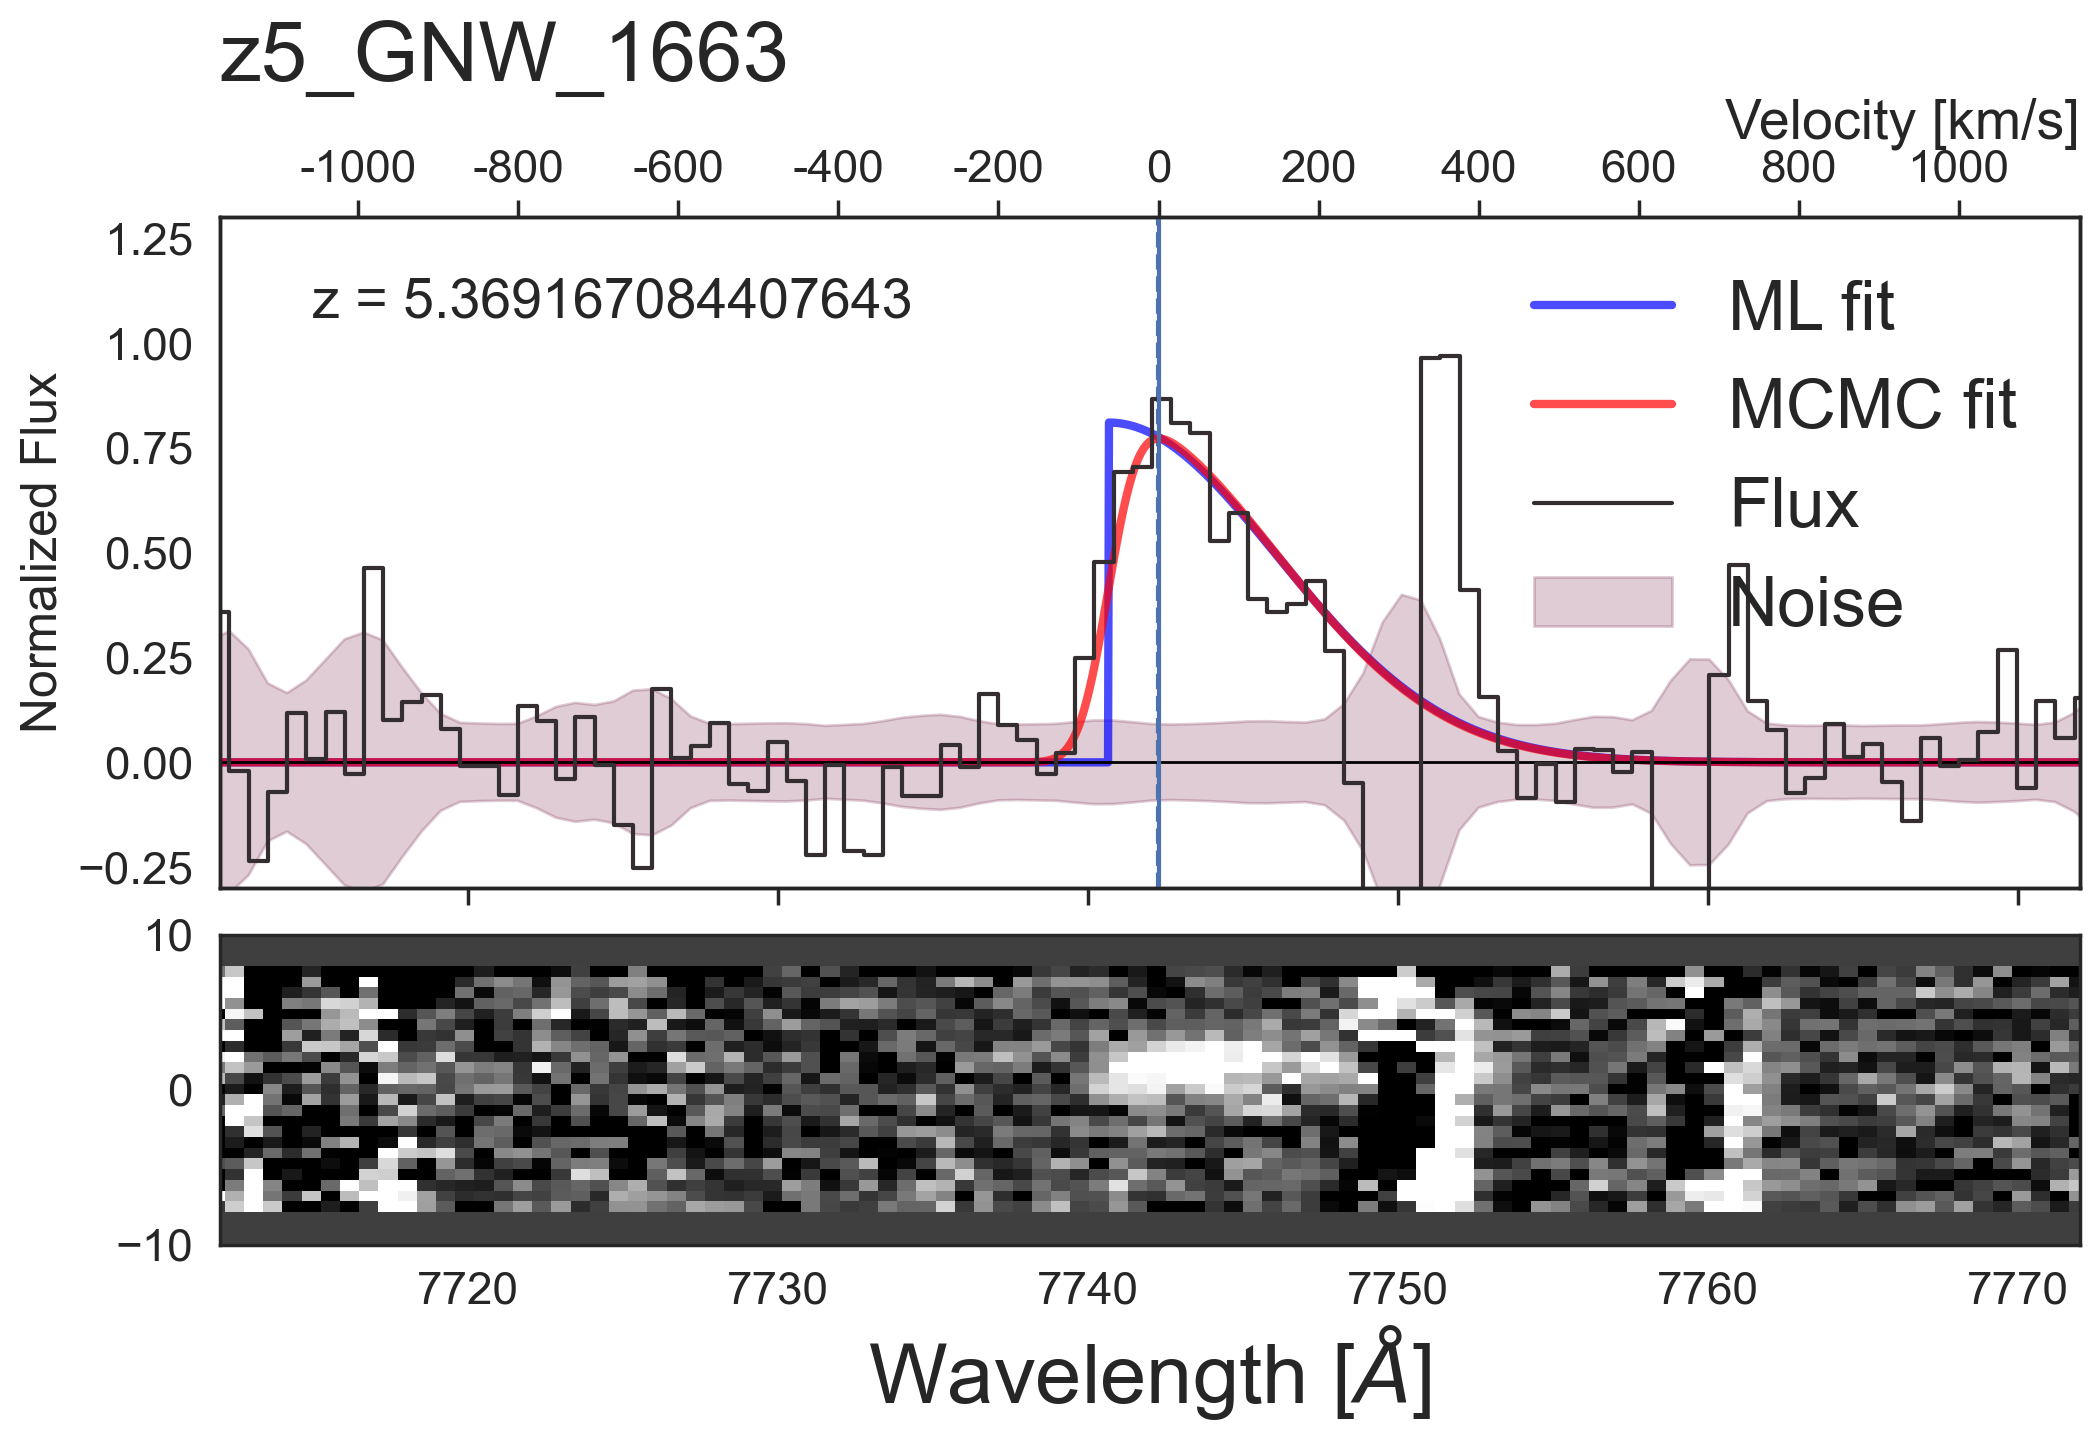 z5_GNW_1663
Velocity [km/s]
-1000 -800 -600 -400 -200 0 200 400 600 800 1000
1.25
1.00
0.75
0.50
0.25
0.00
−0.25
Normalized Flux
z = 5.369167084407643
ML fit
MCMC fit
Flux
Noise
10
0
−10
7720 7730 7740 7750 7760 7770
Wavelength [Å]